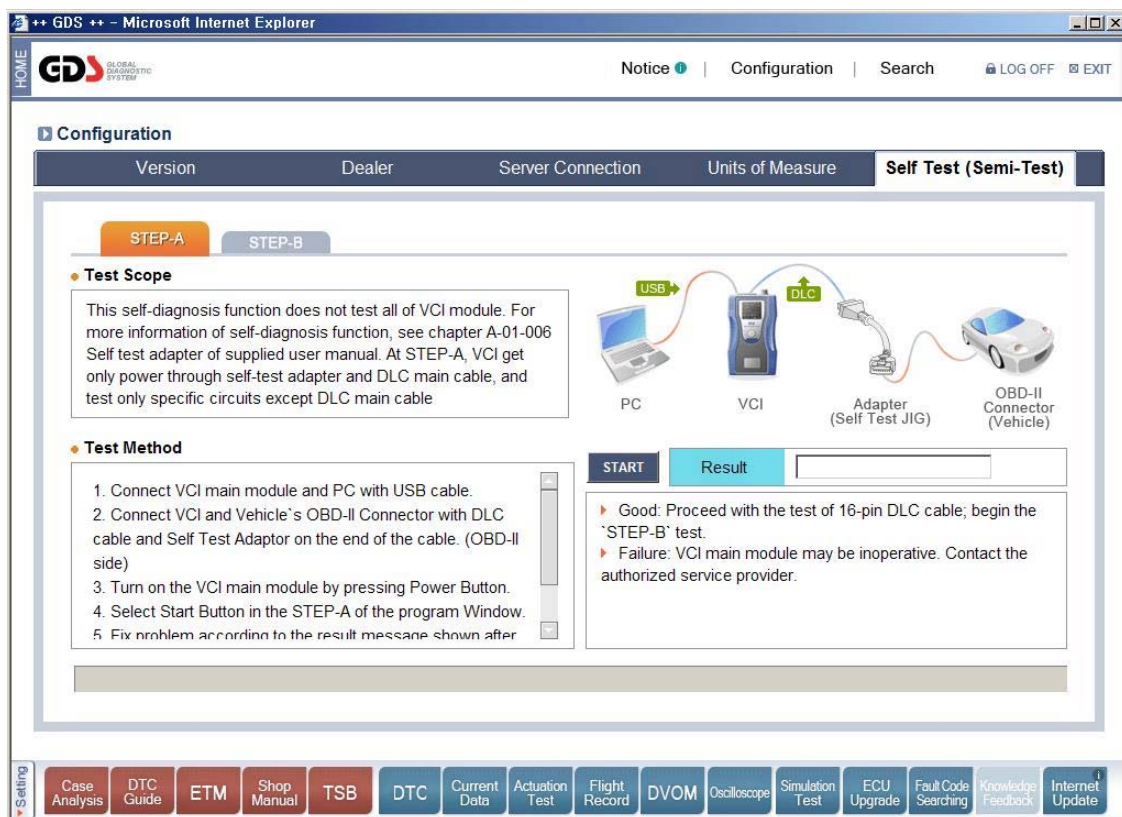 ++ GDS ++ - Microsoft Internet Explorer
HOME
GDS GLOBAL DIAGNOSTIC SYSTEM
Notice | Configuration | Search LOG OFF EXIT
Configuration
Version Dealer Server Connection Units of Measure Self Test (Semi-Test)
STEP-A STEP-B
Test Scope
This self-diagnosis function does not test all of VCI module. For
more information of self-diagnosis function, see chapter A-01-006
Self test adapter of supplied user manual. At STEP-A, VCI get
only power through self-test adapter and DLC main cable, and
test only specific circuits except DLC main cable
USB
DLC
PC
VCI
Adapter
(Self Test JIG)
OBD-II
Connector
(Vehicle)
Test Method
1. Connect VCI main module and PC with USB cable.
2. Connect VCI and Vehicle`s OBD-II Connector with DLC
cable and Self Test Adaptor on the end of the cable. (OBD-II
side)
3. Turn on the VCI main module by pressing Power Button.
4. Select Start Button in the STEP-A of the program Window.
5. Fix problem according to the result message shown after
START Result
Good: Proceed with the test of 16-pin DLC cable; begin the
`STEP-B` test.
Failure: VCI main module may be inoperative. Contact the
authorized service provider.
Setting
Case
Analysis
DTC
Guide
ETM
Shop
Manual
TSB
DTC
Current
Data
Actuation
Test
Flight
Record
DVOM
Oscilloscope
Simulation
Test
ECU
Upgrade
Fault Code
Searching
Knowledge
Feedback
Internet
Update